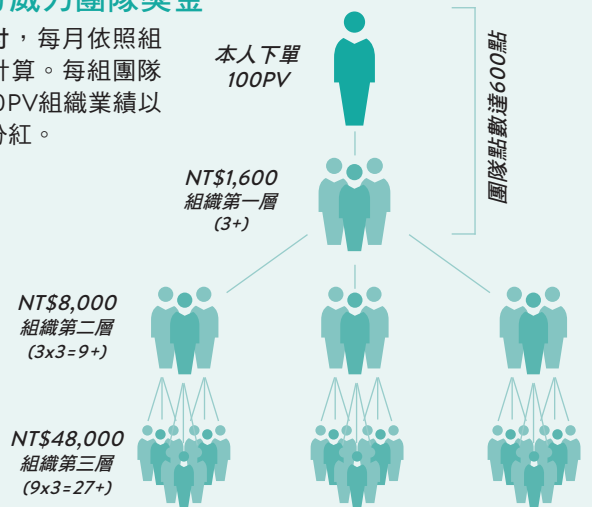 威力團隊獎金
付，每月依照組
計算。每組團隊
0PV組織業績以
分紅。
本人下單
100PV
團隊點數達600點
NT$1,600
組織第一層
(3+)
NT$8,000
組織第二層
(3x3=9+)
NT$48,000
組織第三層
(9x3=27+)